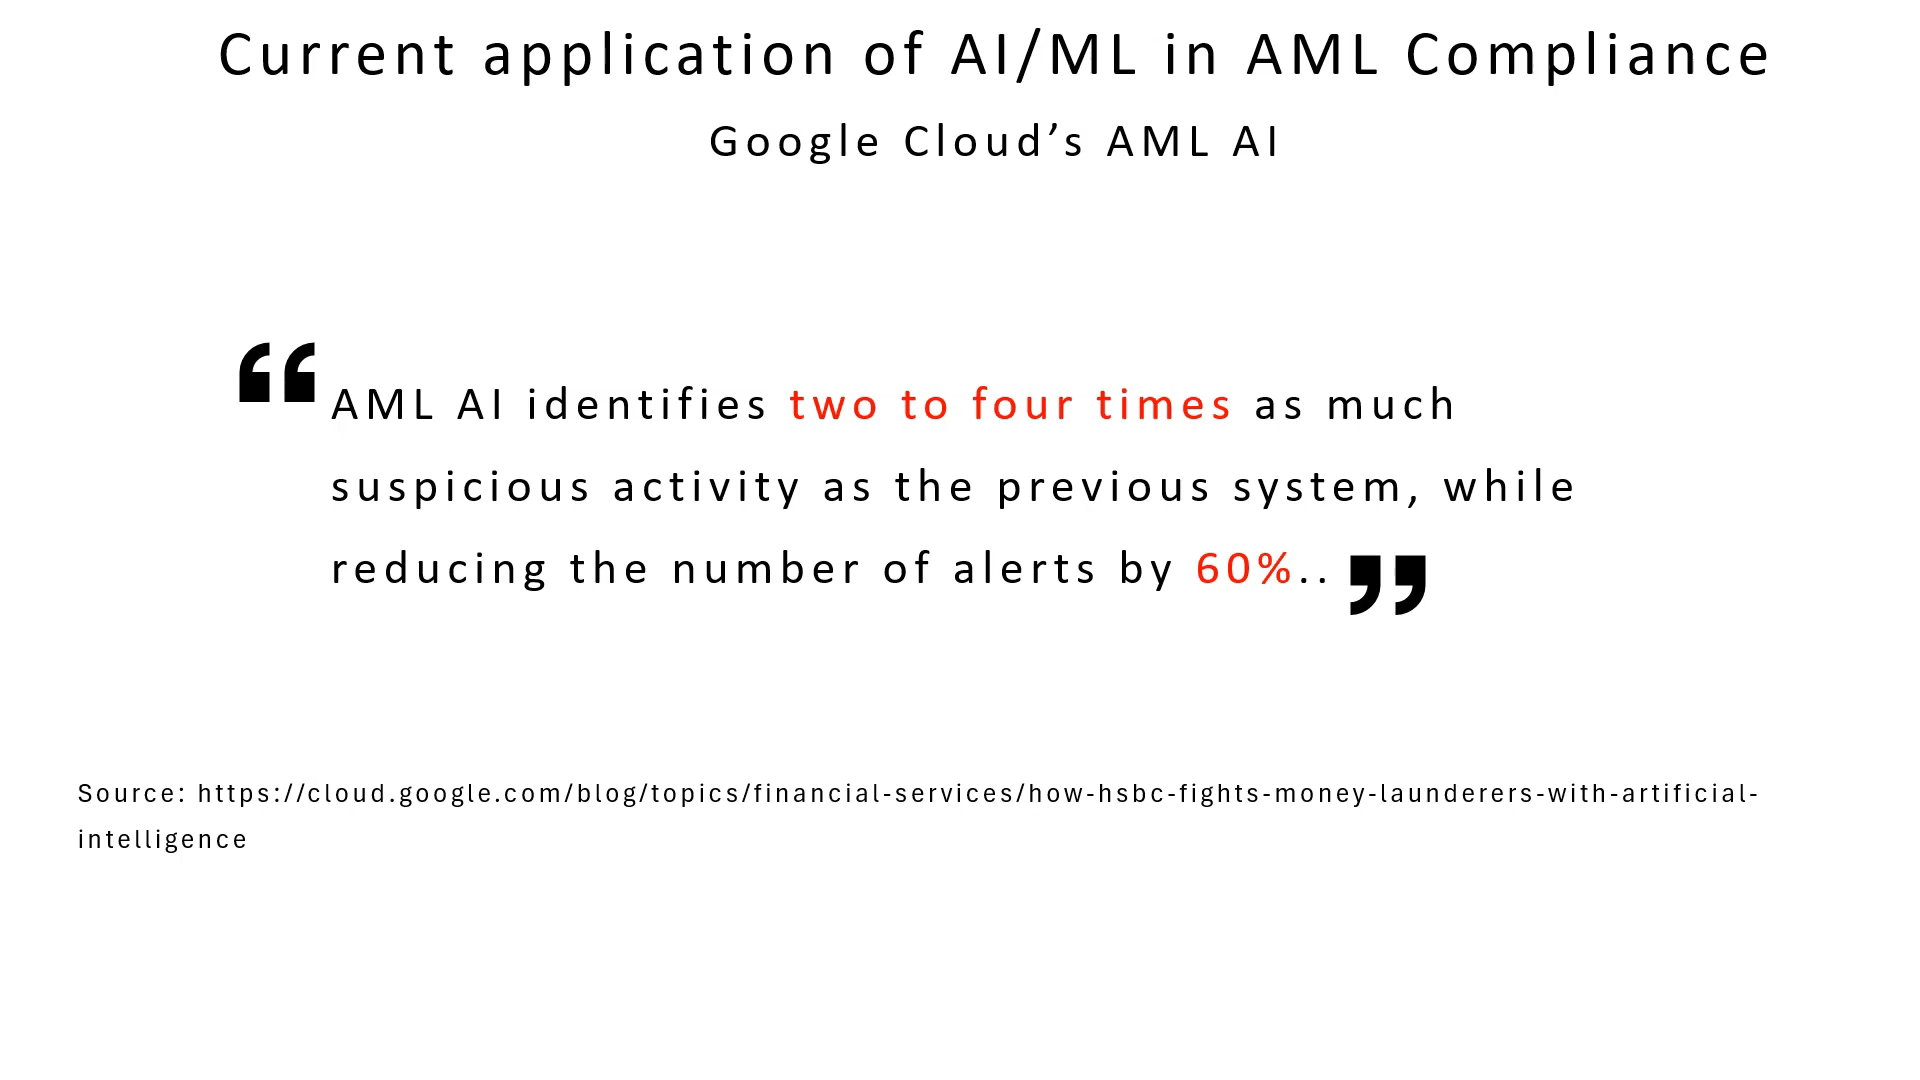 Current application of AI/ML in AML Compliance
Google Cloud’s AML AI
“AML AI identifies two to four times as much
suspicious activity as the previous system, while
reducing the number of alerts by 60%..”
Source: https://cloud.google.com/blog/topics/financial-services/how-hsbc-fights-money-launderers-with-artificial-
intelligence